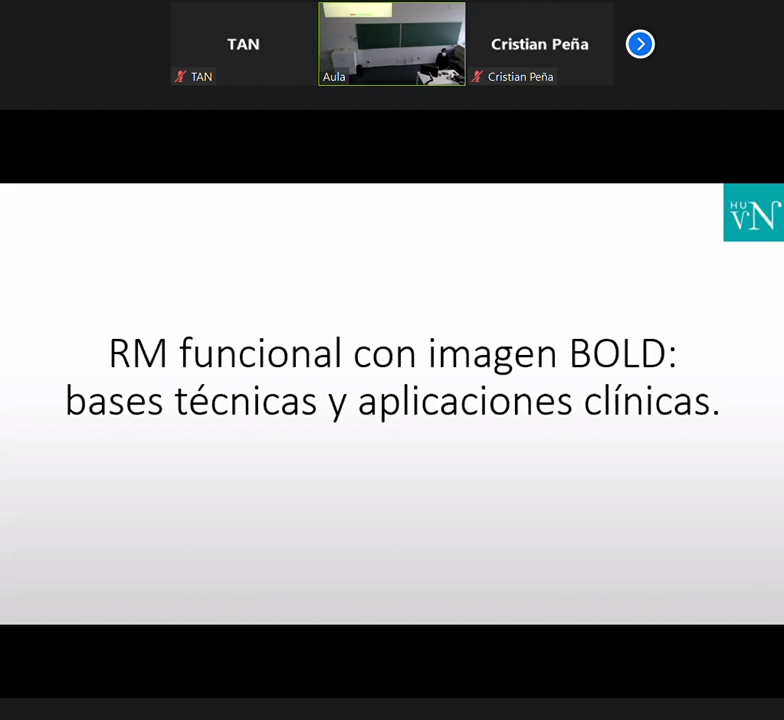 TAN
TAN
Aula
Cristian Peña
Cristian Peña
HU
VN
RM funcional con imagen BOLD:
bases técnicas y aplicaciones clínicas.